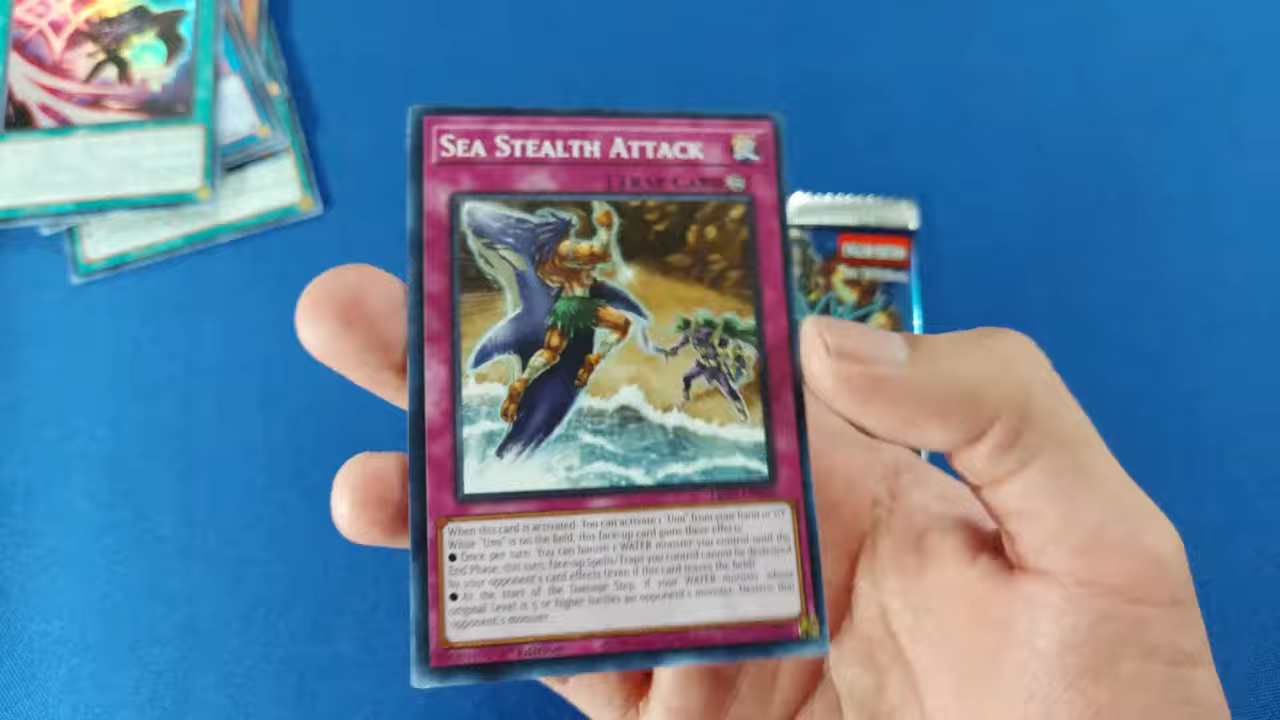 SEA STEALTH ATTACK
[TRAP CARD
When this card is activated: You can activate 1 "Umi" from your hand or GY.
While "Umi" is on the field, this face-up card gains these effects.
● Once per turn: You can banish 1 WATER monster you control until the
End Phase; this turn, face-up Spells/Traps you control cannot be destroyed
by your opponent's card effects (even if this card leaves the field).
● At the start of the Damage Step, if your WATER monster whose
original Level is 5 or higher battles an opponent's monster: Destroy that
opponent's monster.
Edition